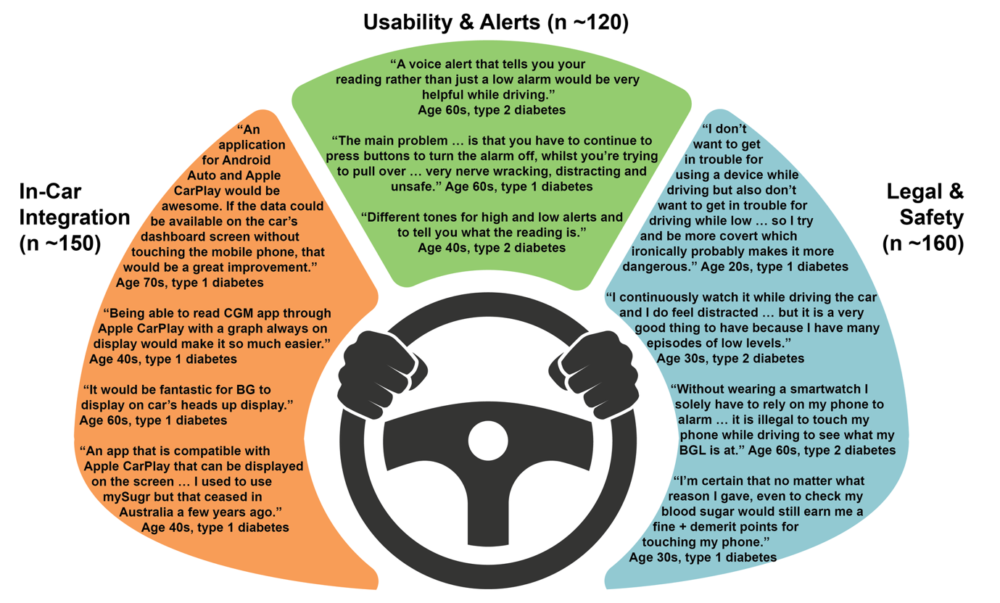 Usability & Alerts (n ~120)
“A voice alert that tells you your
reading rather than just a low alarm would be very
helpful while driving.”
Age 60s, type 2 diabetes
“The main problem … is that you have to continue to
press buttons to turn the alarm off, whilst you’re trying
to pull over … very nerve wracking, distracting and
unsafe.” Age 60s, type 1 diabetes
“Different tones for high and low alerts and
to tell you what the reading is.”
Age 40s, type 2 diabetes
In-Car
Integration
(n ~150)
“An
application
for Android
Auto and Apple
CarPlay would be
awesome. If the data could
be available on the car’s
dashboard screen without
touching the mobile phone, that
would be a great improvement.”
Age 70s, type 1 diabetes
“Being able to read CGM app through
Apple CarPlay with a graph always on
display would make it so much easier.”
Age 40s, type 1 diabetes
“It would be fantastic for BG to
display on car’s heads up display.”
Age 60s, type 1 diabetes
“An app that is compatible with
Apple CarPlay that can be displayed
on the screen … I used to use
mySugr but that ceased in
Australia a few years ago.”
Age 40s, type 1 diabetes
Legal &
Safety
(n ~160)
“I don’t
want to get
in trouble for
using a device while
driving but also don’t
want to get in trouble for
driving while low … so I try
and be more covert which
ironically probably makes it more
dangerous.” Age 20s, type 1 diabetes
“I continuously watch it while driving the car
and I do feel distracted … but it is a very
good thing to have because I have many
episodes of low levels.”
Age 30s, type 2 diabetes
“Without wearing a smartwatch I
solely have to rely on my phone to
alarm … it is illegal to touch my
phone while driving to see what my
BGL is at.” Age 60s, type 2 diabetes
“I’m certain that no matter what
reason I gave, even to check my
blood sugar would still earn me a
fine + demerit points for
touching my phone.”
Age 30s, type 1 diabetes